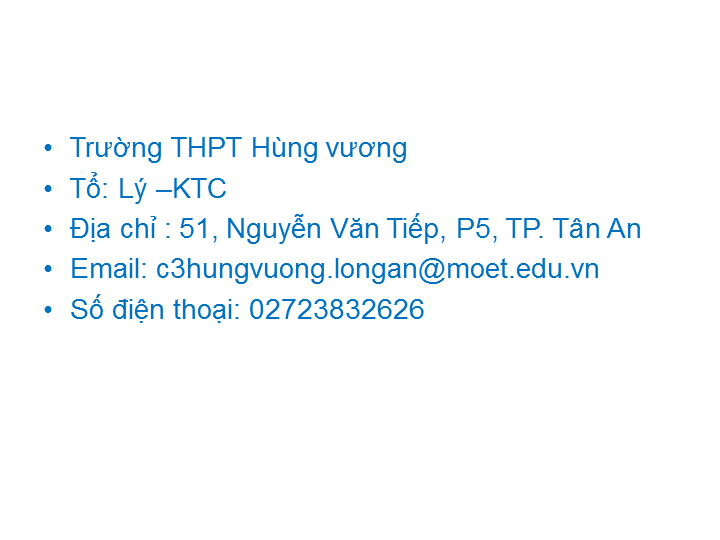 • Trường THPT Hùng vương
• Tổ: Lý –KTC
• Địa chỉ : 51, Nguyễn Văn Tiếp, P5, TP. Tân An
• Email: c3hungvuong.longan@moet.edu.vn
• Số điện thoại: 02723832626